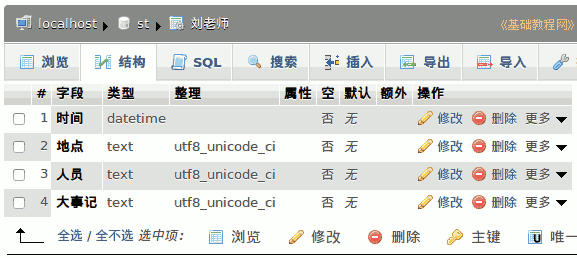 localhost ▸ st ▸ 刘老师 《基础教程网》
浏览 结构 SQL 搜索 插入 导出 导入
# 字段 类型 整理 属性 空 默认 额外 操作
1 时间 datetime 否 无 修改 删除 更多
2 地点 text utf8_unicode_ci 否 无 修改 删除 更多
3 人员 text utf8_unicode_ci 否 无 修改 删除 更多
4 大事记 text utf8_unicode_ci 否 无 修改 删除 更多
全选 / 全不选 选中项: 浏览 修改 删除 主键 U 唯一